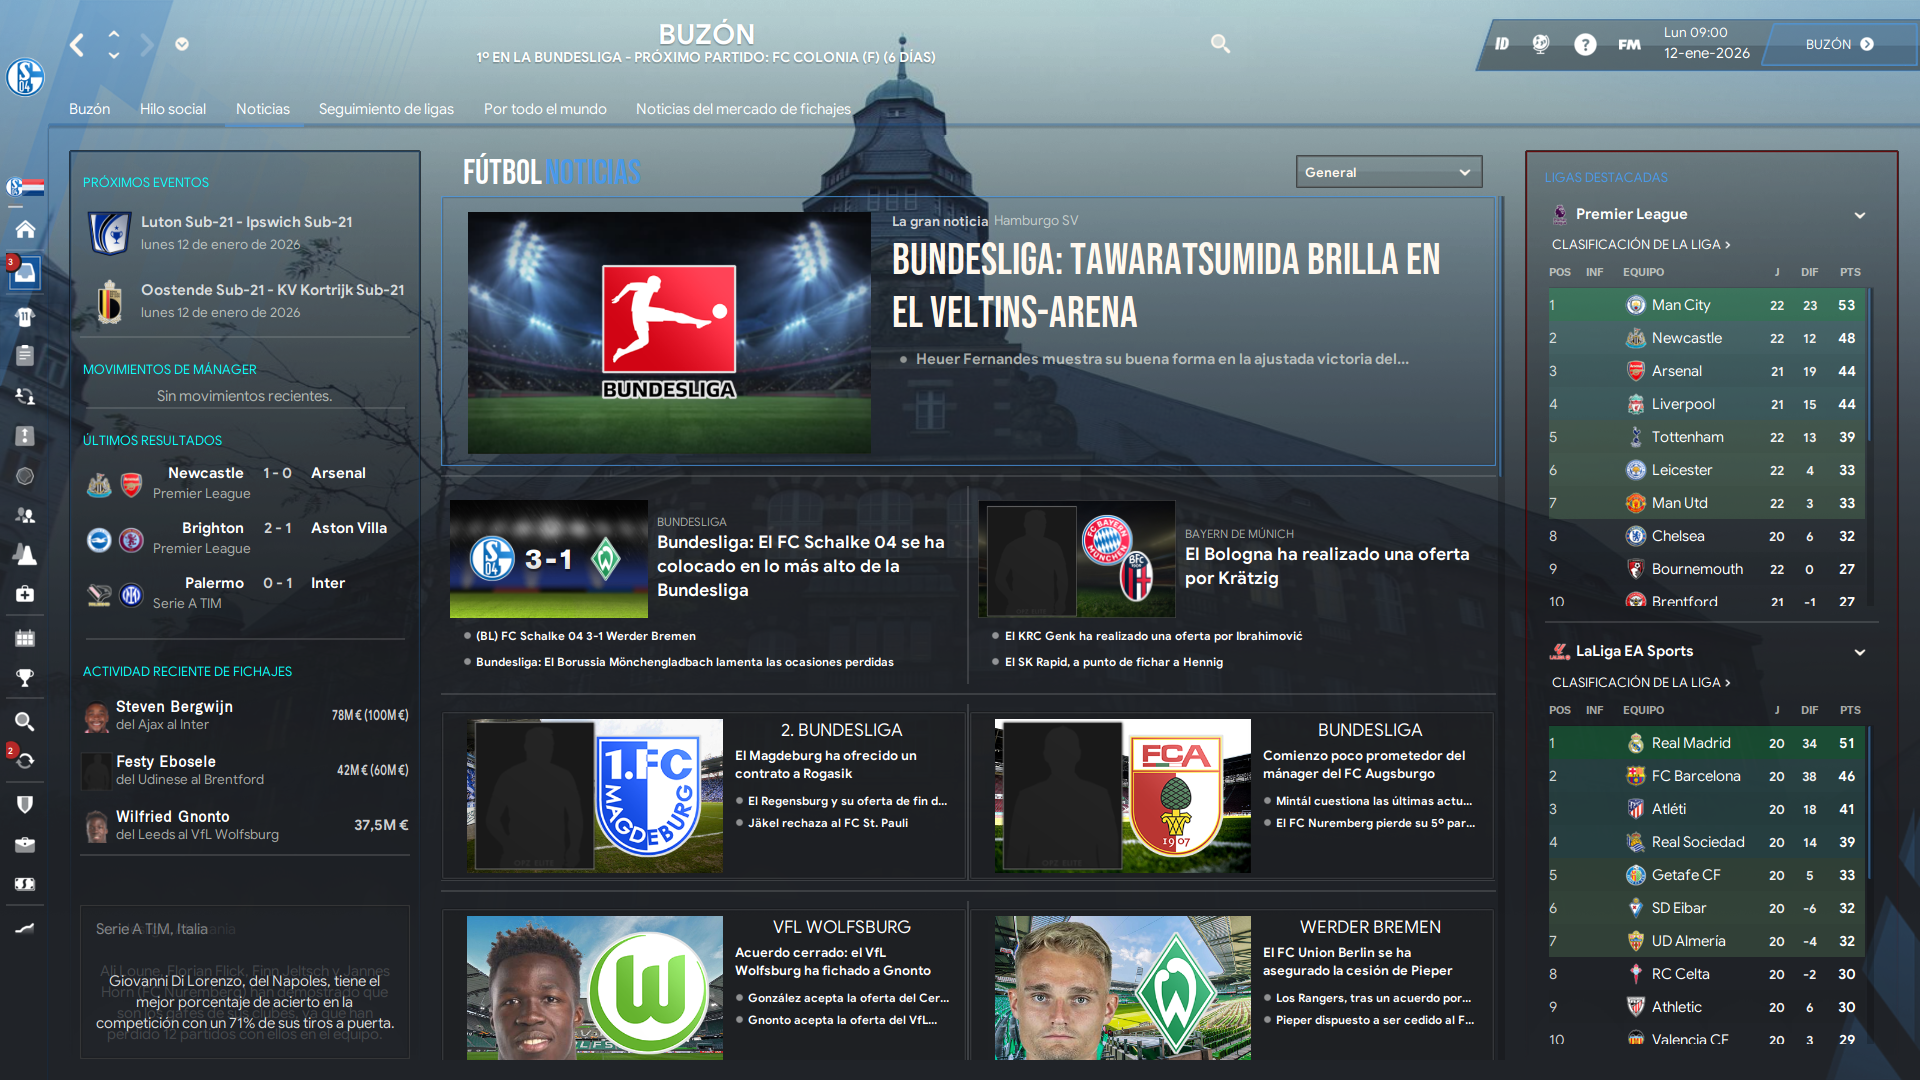 BUZÓN
1º EN LA BUNDESLIGA - PRÓXIMO PARTIDO: FC COLONIA (F) (6 DÍAS)
ID
?
FM
Lun 09:00
12-ene-2026
BUZÓN
Buzón
Hilo social
Noticias
Seguimiento de ligas
Por todo el mundo
Noticias del mercado de fichajes
3
2
PRÓXIMOS EVENTOS
Luton Sub-21 - Ipswich Sub-21
lunes 12 de enero de 2026
Oostende Sub-21 - KV Kortrijk Sub-21
lunes 12 de enero de 2026
MOVIMIENTOS DE MÁNAGER
Sin movimientos recientes.
ÚLTIMOS RESULTADOS
Newcastle 1 - 0 Arsenal
Premier League
Brighton 2 - 1 Aston Villa
Premier League
Palermo 0 - 1 Inter
Serie A TIM
ACTIVIDAD RECIENTE DE FICHAJES
Steven Bergwijn
del Ajax al Inter
78M € (100M €)
Festy Ebosele
del Udinese al Brentford
42M € (60M €)
Wilfried Gnonto
del Leeds al VfL Wolfsburg
37,5M €
Serie A TIM, Italia
Giovanni Di Lorenzo, del Napoles, tiene el
mejor porcentaje de acierto en la
competición con un 71% de sus tiros a puerta.
FÚTBOL NOTICIAS
General
BUNDESLIGA
La gran noticia Hamburgo SV
BUNDESLIGA: TAWARATSUMIDA BRILLA EN
EL VELTINS-ARENA
Heuer Fernandes muestra su buena forma en la ajustada victoria del...
3-1
BUNDESLIGA
Bundesliga: El FC Schalke 04 se ha
colocado en lo más alto de la
Bundesliga
(BL) FC Schalke 04 3-1 Werder Bremen
Bundesliga: El Borussia Mönchengladbach lamenta las ocasiones perdidas
BAYERN DE MÚNICH
El Bologna ha realizado una oferta
por Krätzig
El KRC Genk ha realizado una oferta por Ibrahimović
El SK Rapid, a punto de fichar a Hennig
1.FC
MAGDEBURG
2. BUNDESLIGA
El Magdeburg ha ofrecido un
contrato a Rogasik
El Regensburg y su oferta de fin d...
Jäkel rechaza al FC St. Pauli
FCA
1907
BUNDESLIGA
Comienzo poco prometedor del
mánager del FC Augsburgo
Mintál cuestiona las últimas actu...
El FC Nuremberg pierde su 5º par...
VFL WOLFSBURG
Acuerdo cerrado: el VfL
Wolfsburg ha fichado a Gnonto
González acepta la oferta del Cer...
Gnonto acepta la oferta del VfL...
WERDER BREMEN
El FC Union Berlin se ha
asegurado la cesión de Pieper
Los Rangers, tras un acuerdo por...
Pieper dispuesto a ser cedido al F...
LIGAS DESTACADAS
Premier League
CLASIFICACIÓN DE LA LIGA >
POS INF EQUIPO J DIF PTS
1 Man City 22 23 53
2 Newcastle 22 12 48
3 Arsenal 21 19 44
4 Liverpool 21 15 44
5 Tottenham 22 13 39
6 Leicester 22 4 33
7 Man Utd 22 3 33
8 Chelsea 20 6 32
9 Bournemouth 22 0 27
10 Brentford 21 -1 27
LaLiga EA Sports
CLASIFICACIÓN DE LA LIGA >
POS INF EQUIPO J DIF PTS
1 Real Madrid 20 34 51
2 FC Barcelona 20 38 46
3 Atléti 20 18 41
4 Real Sociedad 20 14 39
5 Getafe CF 20 5 33
6 SD Eibar 20 -6 32
7 UD Almería 20 -4 32
8 RC Celta 20 -2 30
9 Athletic 20 6 30
10 Valencia CF 20 3 29